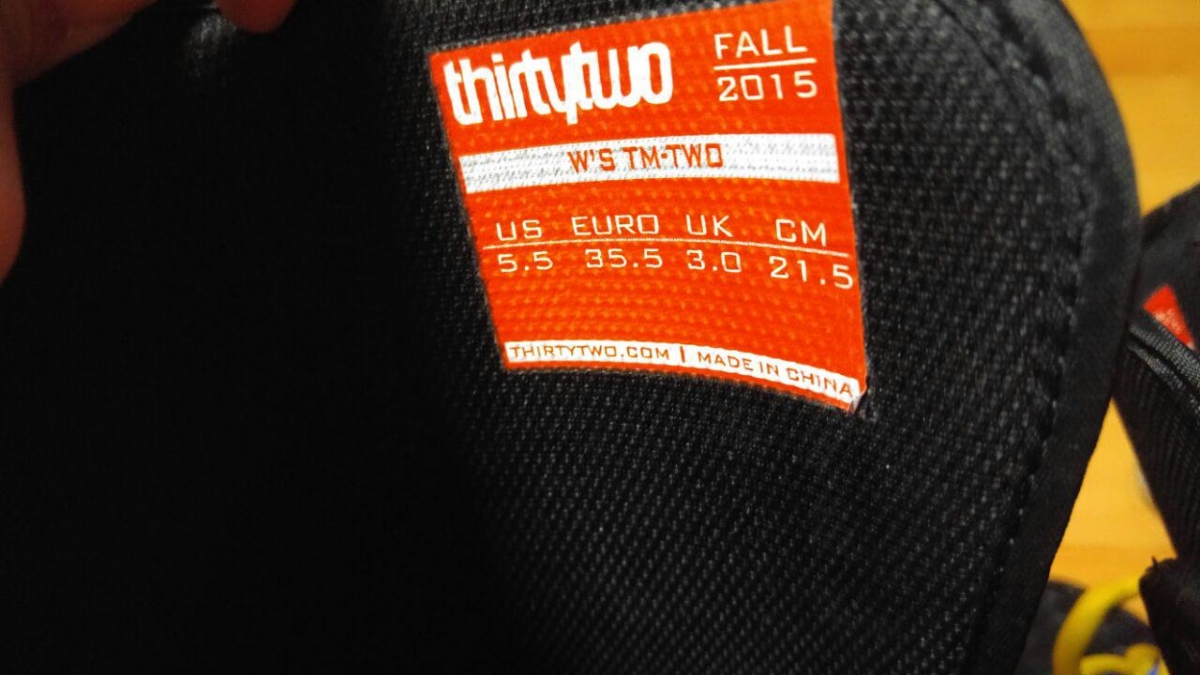 thirtytwo
FALL
2015
W'S TM-TWO
US EURO UK CM
5.5 35.5 3.0 21.5
THIRTYTWO.COM | MADE IN CHINA